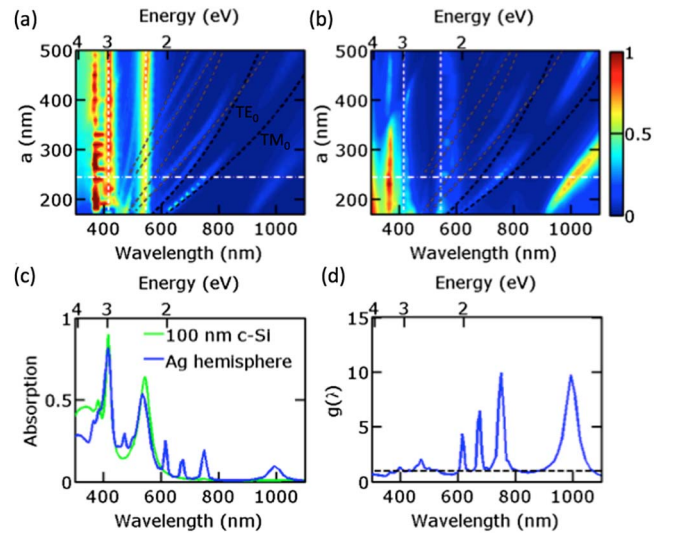 (a)
Energy (eV)
4 3 2
500
400
300
200
a (nm)
TE0
TM0
400 600 800 1000
Wavelength (nm)
(b)
Energy (eV)
4 3 2
500
400
300
200
a (nm)
400 600 800 1000
Wavelength (nm)
1
0.5
0
(c)
Energy (eV)
4 3 2
1
0.5
0
Absorption
100 nm c-Si
Ag hemisphere
400 600 800 1000
Wavelength (nm)
(d)
Energy (eV)
4 3 2
15
10
5
0
g(λ)
400 600 800 1000
Wavelength (nm)